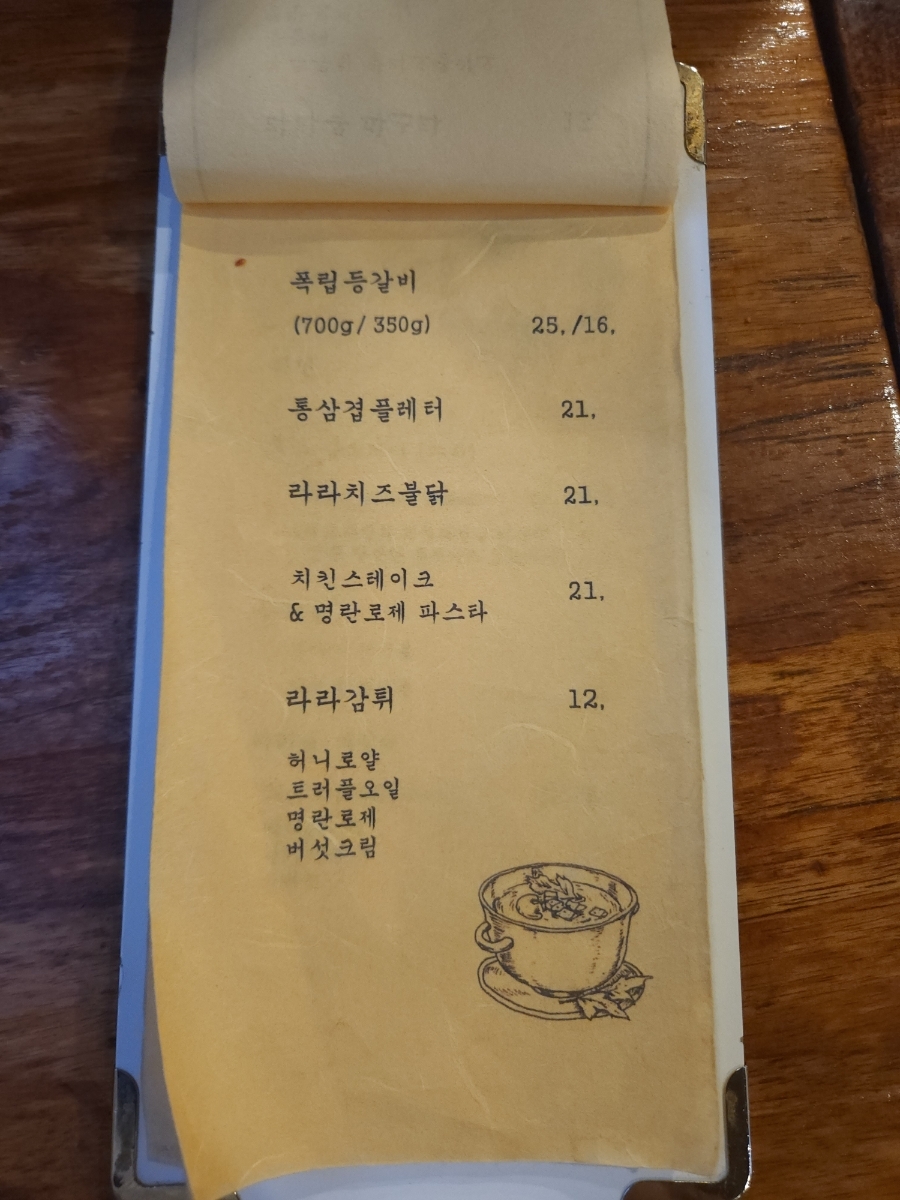 폭립등갈비
(700g/ 350g) 25,/16,
통삼겹플레터 21,
라라치즈불닭 21,
치킨스테이크
& 명란로제 파스타 21,
라라감튀 12,
허니로얄
트러플오일
명란로제
버섯크림